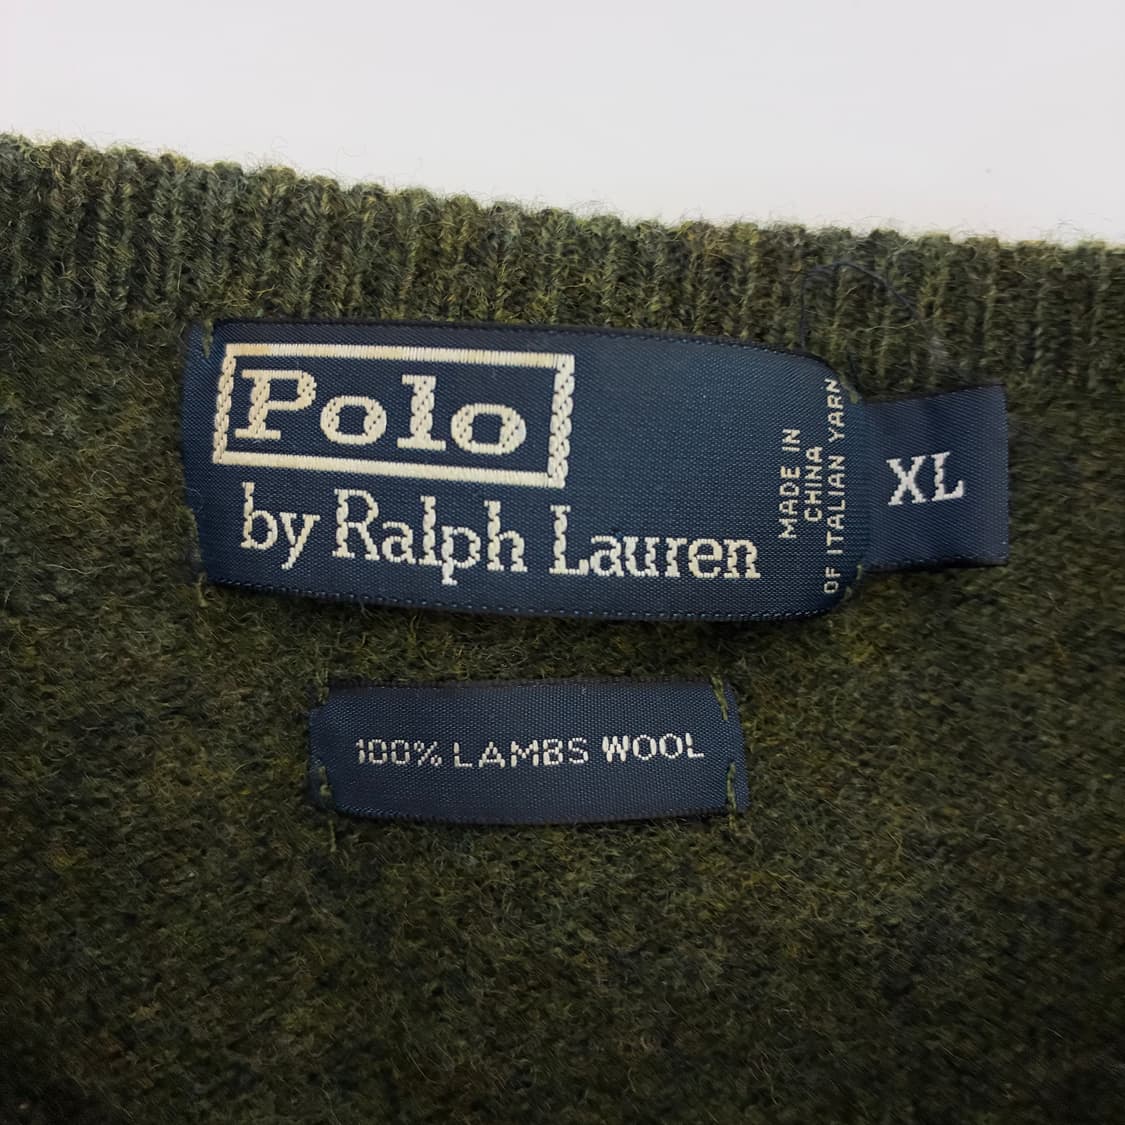 Polo
by Ralph Lauren
MADE IN
CHINA
OF ITALIAN YARN
XL
100% LAMBS WOOL